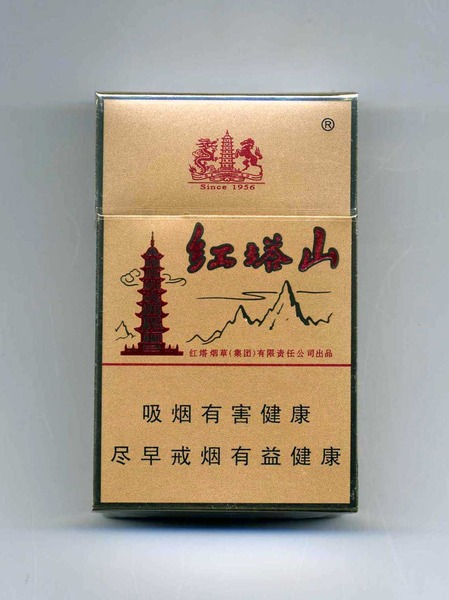 ®
Since 1956
红塔山
红塔烟草(集团)有限责任公司出品
吸烟有害健康
尽早戒烟有益健康